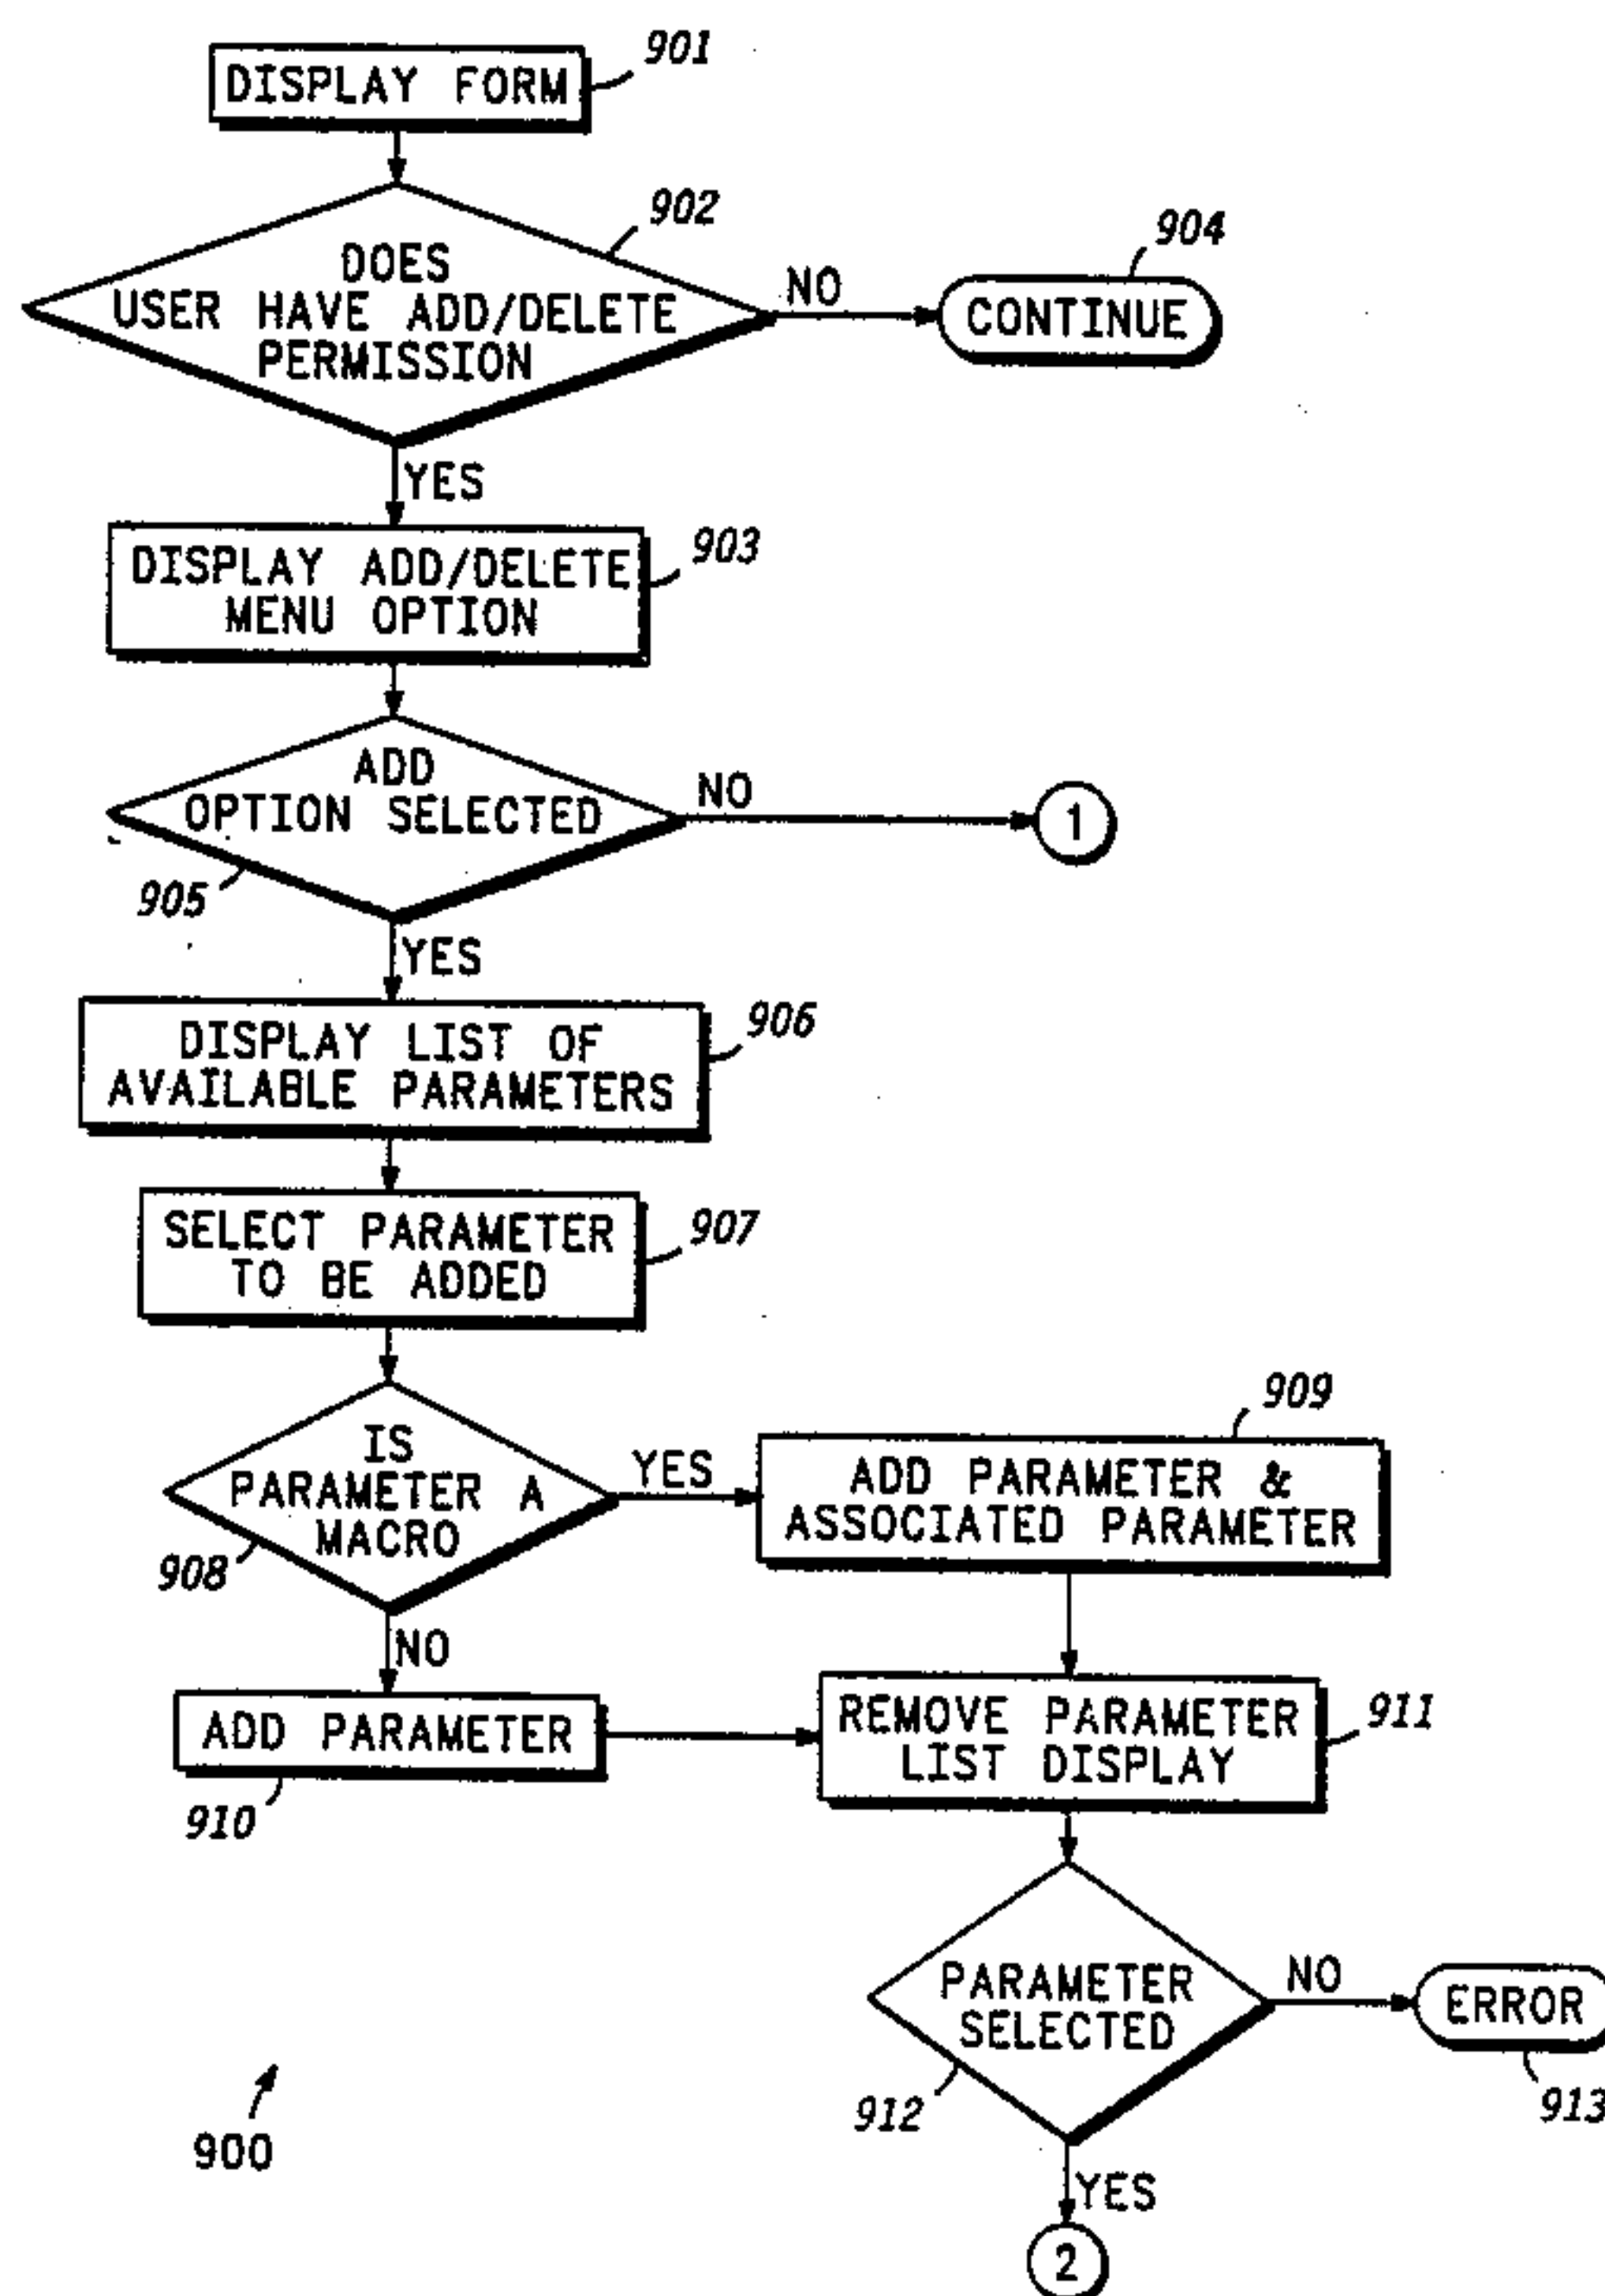 901
DISPLAY FORM
902
DOES
USER HAVE ADD/DELETE
PERMISSION
NO
904
CONTINUE
YES
903
DISPLAY ADD/DELETE
MENU OPTION
ADD
OPTION SELECTED
NO
1
905
YES
906
DISPLAY LIST OF
AVAILABLE PARAMETERS
907
SELECT PARAMETER
TO BE ADDED
IS
PARAMETER A
MACRO
908
YES
909
ADD PARAMETER &
ASSOCIATED PARAMETER
NO
ADD PARAMETER
910
911
REMOVE PARAMETER
LIST DISPLAY
PARAMETER
SELECTED
912
NO
ERROR
913
YES
2
900